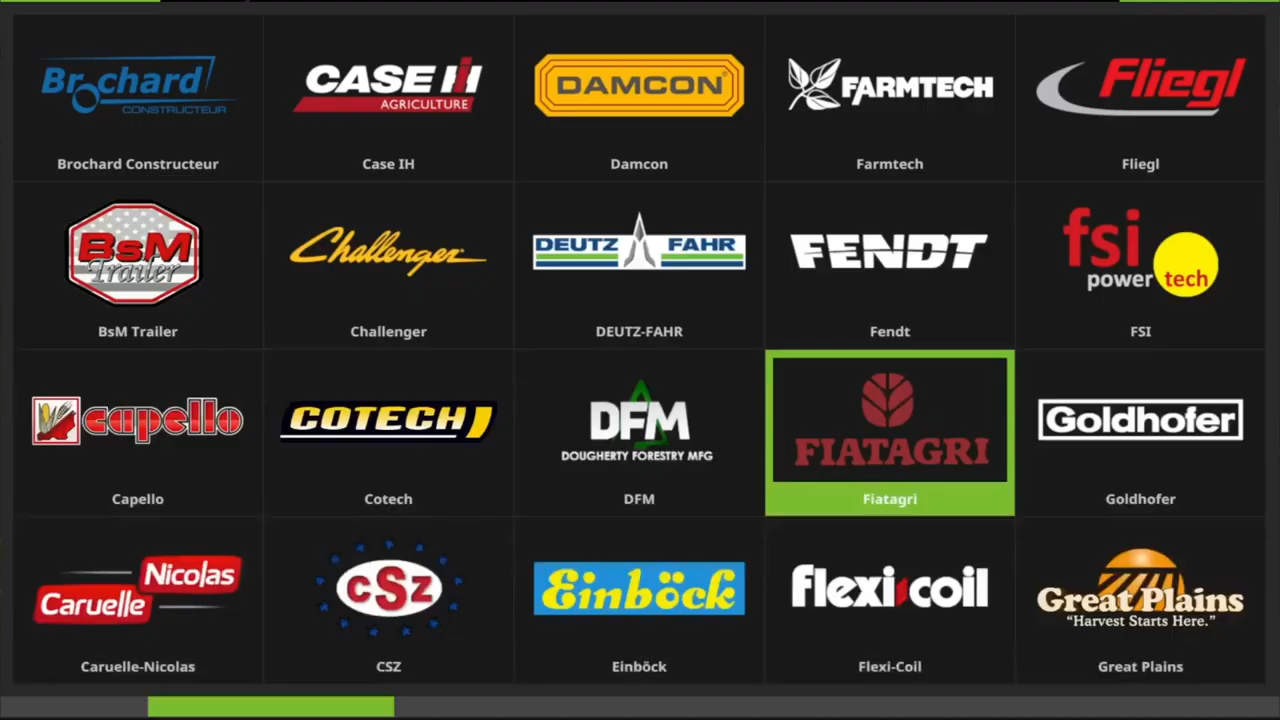 Brochard
CONSTRUCTEUR
Brochard Constructeur
CASE IH
AGRICULTURE
Case IH
DAMCON
Damcon
FARMTECH
Farmtech
Fliegl
Fliegl
BsM
Trailer
BsM Trailer
Challenger
Challenger
DEUTZ FAHR
DEUTZ-FAHR
FENDT
Fendt
fsi
power tech
FSI
capello
Capello
COTECH
Cotech
DFM
DOUGHERTY FORESTRY MFG
DFM
FIATAGRI
Fiatagri
Goldhofer
Goldhofer
Nicolas
Caruelle
Caruelle-Nicolas
CSZ
CSZ
Einböck
Einböck
flexi coil
Flexi-Coil
Great Plains
“Harvest Starts Here.”
Great Plains